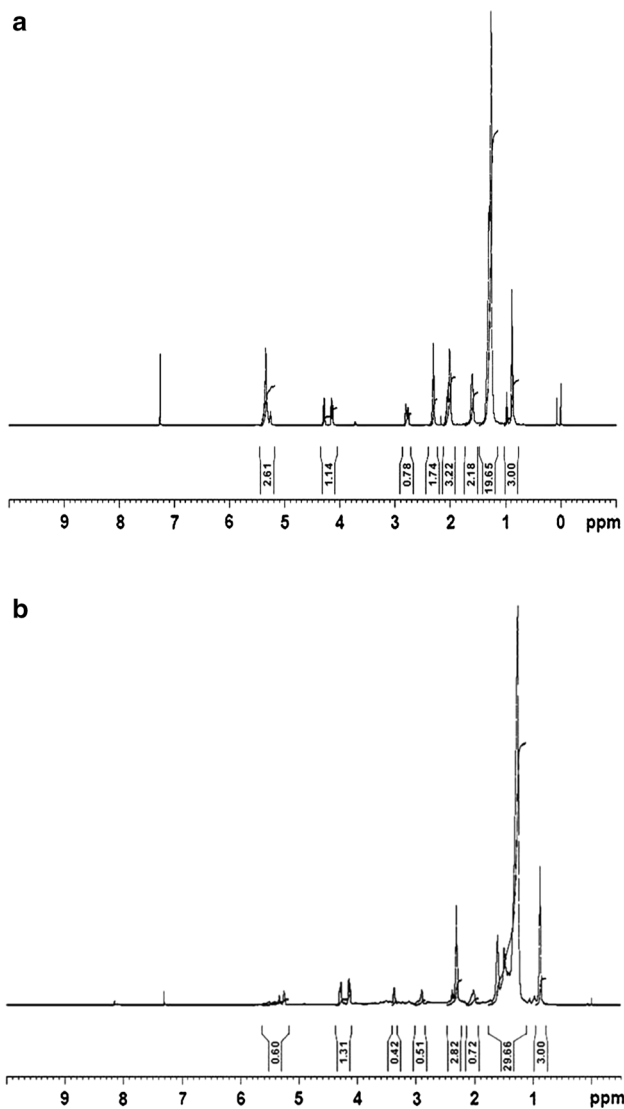 a
2.61 1.14 0.78 1.74 3.22 2.18 19.65 3.00
9 8 7 6 5 4 3 2 1 0 ppm
b
0.60 1.31 0.42 0.51 2.82 0.72 29.66 3.00
9 8 7 6 5 4 3 2 1 ppm